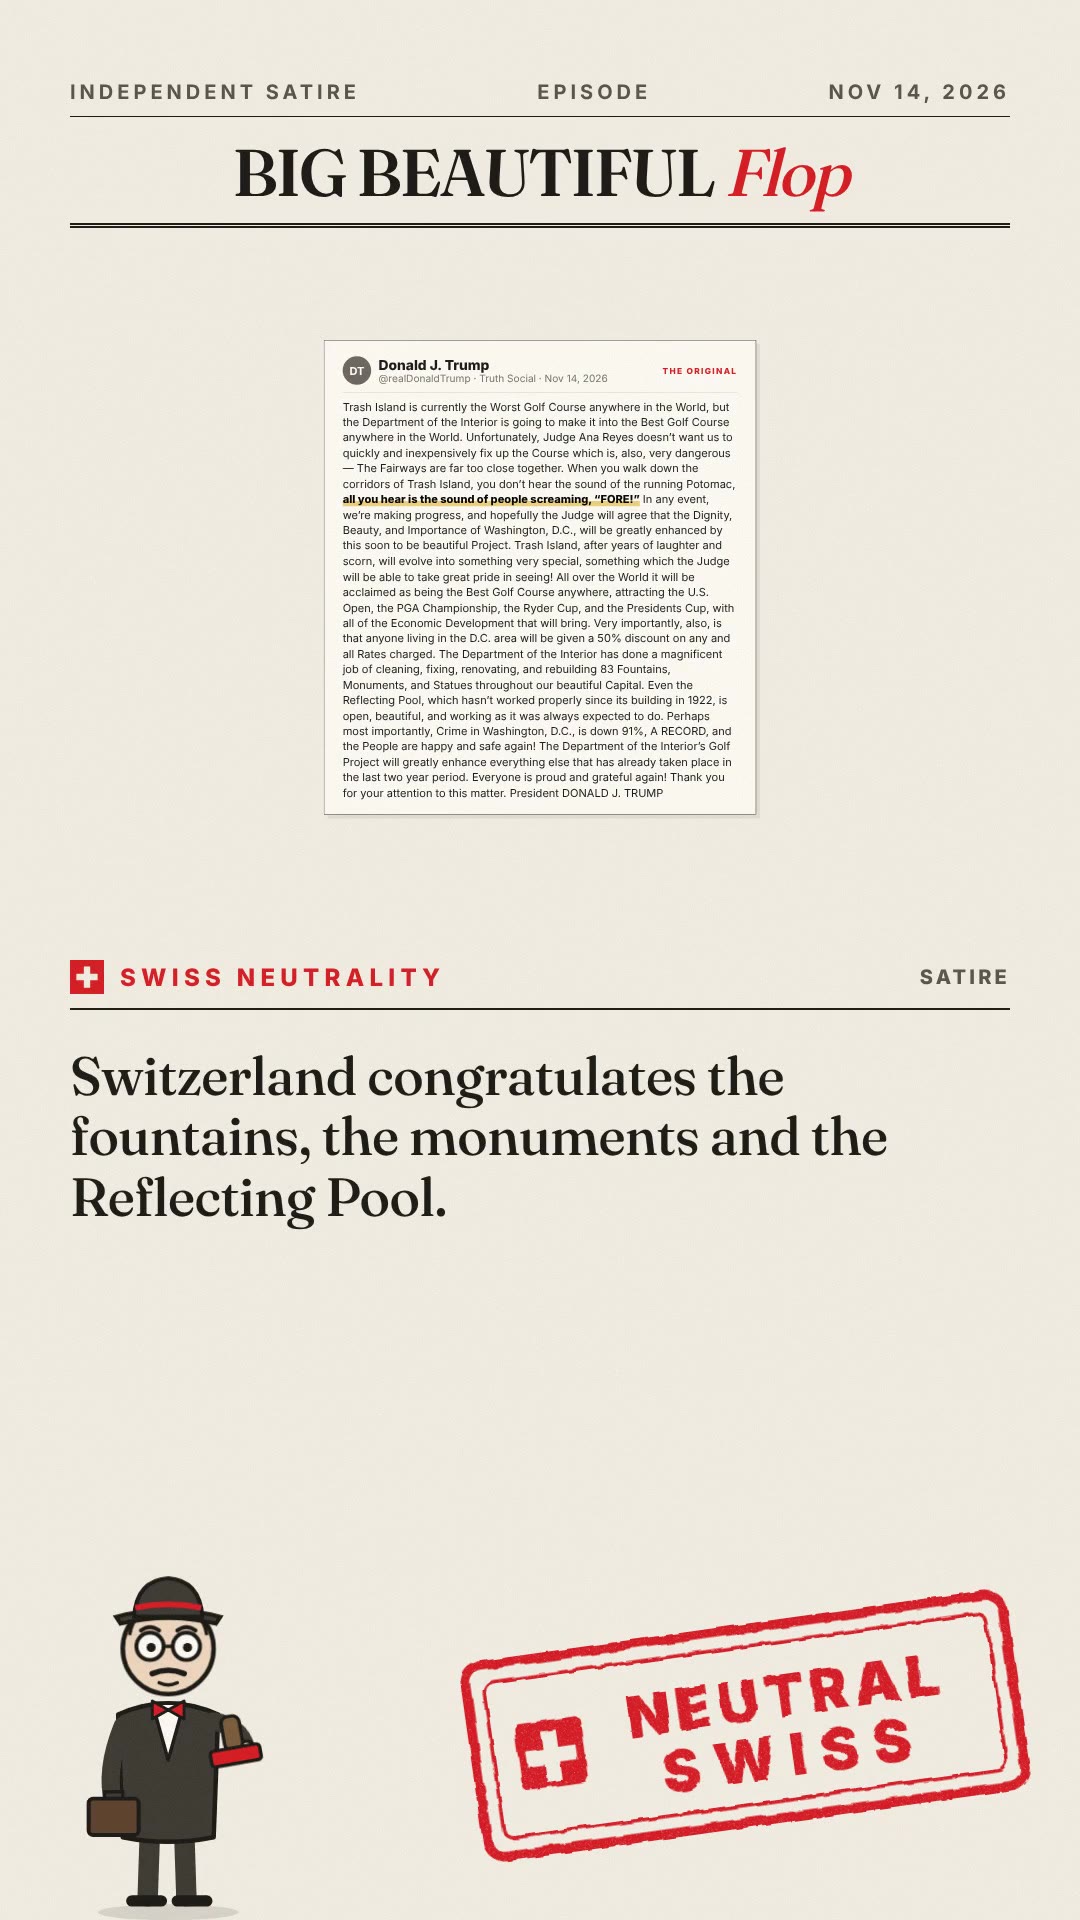 INDEPENDENT SATIRE
EPISODE
NOV 14, 2026
BIG BEAUTIFUL Flop
DT
Donald J. Trump
@realDonaldTrump · Truth Social · Nov 14, 2026
THE ORIGINAL
Trash Island is currently the Worst Golf Course anywhere in the World, but
the Department of the Interior is going to make it into the Best Golf Course
anywhere in the World. Unfortunately, Judge Ana Reyes doesn’t want us to
quickly and inexpensively fix up the Course which is, also, very dangerous
— The Fairways are far too close together. When you walk down the
corridors of Trash Island, you don’t hear the sound of the running Potomac,
all you hear is the sound of people screaming, “FORE!” In any event,
we’re making progress, and hopefully the Judge will agree that the Dignity,
Beauty, and Importance of Washington, D.C., will be greatly enhanced by
this soon to be beautiful Project. Trash Island, after years of laughter and
scorn, will evolve into something very special, something which the Judge
will be able to take great pride in seeing! All over the World it will be
acclaimed as being the Best Golf Course anywhere, attracting the U.S.
Open, the PGA Championship, the Ryder Cup, and the Presidents Cup, with
all of the Economic Development that will bring. Very importantly, also, is
that anyone living in the D.C. area will be given a 50% discount on any and
all Rates charged. The Department of the Interior has done a magnificent
job of cleaning, fixing, renovating, and rebuilding 83 Fountains,
Monuments, and Statues throughout our beautiful Capital. Even the
Reflecting Pool, which hasn’t worked properly since its building in 1922, is
open, beautiful, and working as it was always expected to do. Perhaps
most importantly, Crime in Washington, D.C., is down 91%, A RECORD, and
the People are happy and safe again! The Department of the Interior’s Golf
Project will greatly enhance everything else that has already taken place in
the last two year period. Everyone is proud and grateful again! Thank you
for your attention to this matter. President DONALD J. TRUMP
SWISS NEUTRALITY
SATIRE
Switzerland congratulates the
fountains, the monuments and the
Reflecting Pool.
NEUTRAL
SWISS